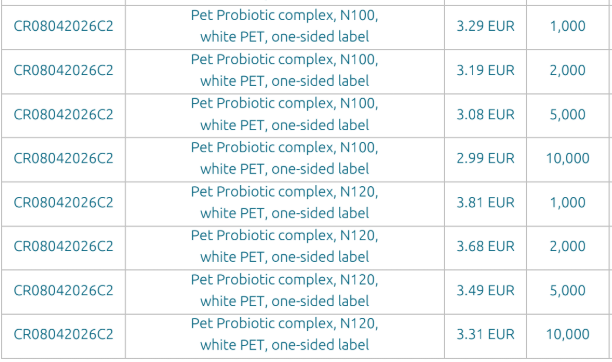 CR08042026C2 Pet Probiotic complex, N100, 3.29 EUR 1,000
white PET, one-sided label
CR08042026C2 Pet Probiotic complex, N100, 3.19 EUR 2,000
white PET, one-sided label
CR08042026C2 Pet Probiotic complex, N100, 3.08 EUR 5,000
white PET, one-sided label
CR08042026C2 Pet Probiotic complex, N100, 2.99 EUR 10,000
white PET, one-sided label
CR08042026C2 Pet Probiotic complex, N120, 3.81 EUR 1,000
white PET, one-sided label
CR08042026C2 Pet Probiotic complex, N120, 3.68 EUR 2,000
white PET, one-sided label
CR08042026C2 Pet Probiotic complex, N120, 3.49 EUR 5,000
white PET, one-sided label
CR08042026C2 Pet Probiotic complex, N120, 3.31 EUR 10,000
white PET, one-sided label